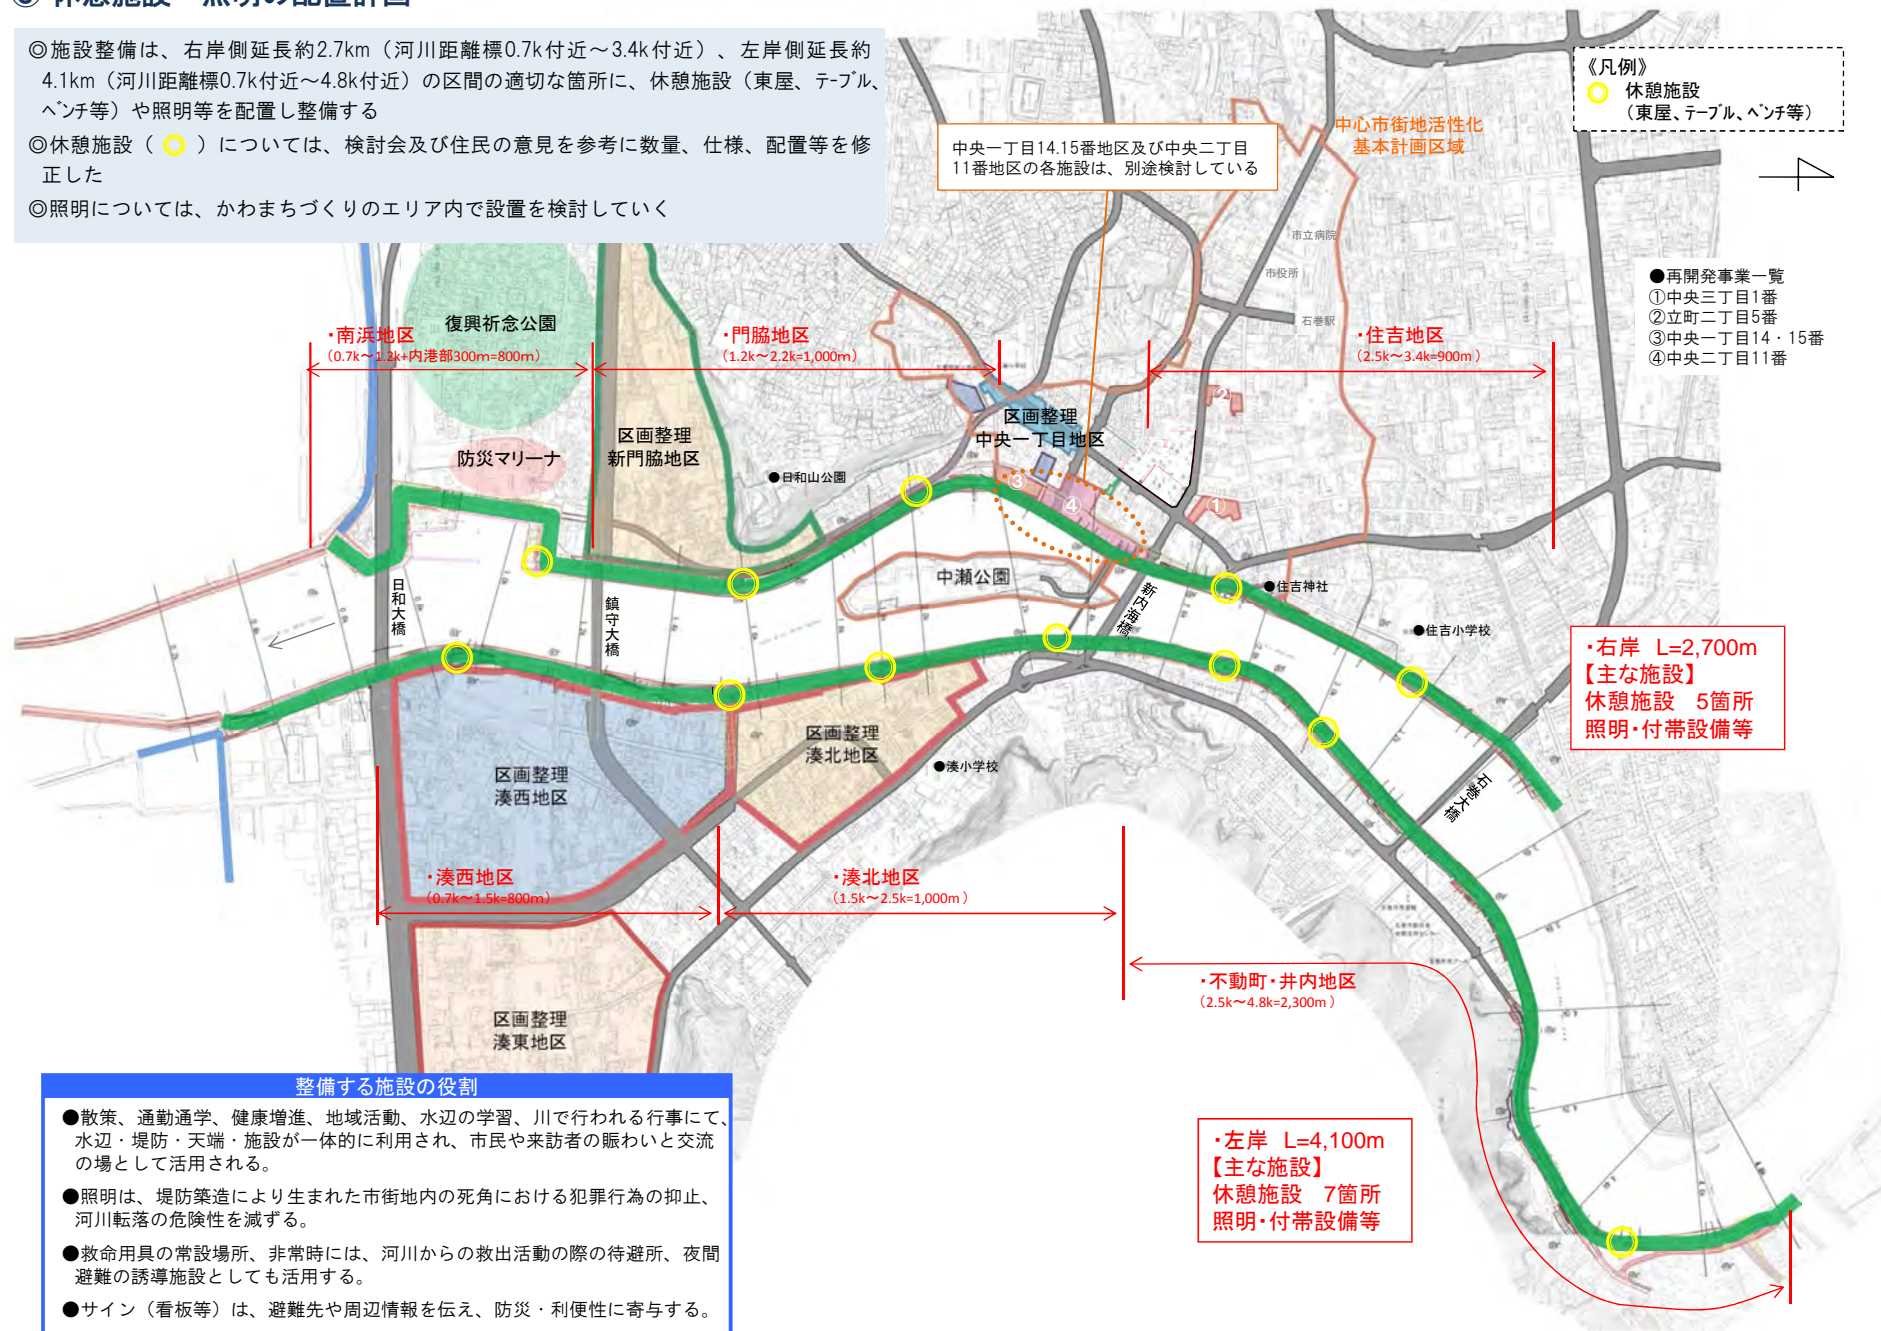 ◎施設整備は、右岸側延長約2.7km（河川距離標0.7k付近～3.4k付近）、左岸側延長約
4.1km（河川距離標0.7k付近～4.8k付近）の区間の適切な箇所に、休憩施設（東屋、テーブル、
ベンチ等）や照明等を配置し整備する
◎休憩施設（ ）については、検討会及び住民の意見を参考に数量、仕様、配置等を修
正した
◎照明については、かわまちづくりのエリア内で設置を検討していく
《凡例》
休憩施設
（東屋、テーブル、ベンチ等）
中央一丁目14.15番地区及び中央二丁目
11番地区の各施設は、別途検討している
中心市街地活性化
基本計画区域
市立病院
市役所
石巻駅
●再開発事業一覧
①中央三丁目1番
②立町二丁目5番
③中央一丁目14・15番
④中央二丁目11番
・南浜地区
（0.7k～1.2k+内港部300m=800m）
復興祈念公園
・門脇地区
（1.2k～2.2k=1,000m）
・住吉地区
（2.5k～3.4k=900m）
防災マリーナ
区画整理
新門脇地区
●日和山公園
区画整理
中央一丁目地区
②
③
④
①
中瀬公園
日和大橋
鎮守大橋
新内海橋
●住吉神社
●住吉小学校
石巻大橋
・右岸 L=2,700m
【主な施設】
休憩施設 5箇所
照明・付帯設備等
区画整理
湊西地区
区画整理
湊北地区
●湊小学校
・湊西地区
（0.7k～1.5k=800m）
・湊北地区
（1.5k～2.5k=1,000m）
・不動町・井内地区
（2.5k～4.8k=2,300m）
区画整理
湊東地区
・左岸 L=4,100m
【主な施設】
休憩施設 7箇所
照明・付帯設備等
整備する施設の役割
●散策、通勤通学、健康増進、地域活動、水辺の学習、川で行われる行事にて、
水辺・堤防・天端・施設が一体的に利用され、市民や来訪者の賑わいと交流
の場として活用される。
●照明は、堤防築造により生まれた市街地内の死角における犯罪行為の抑止、
河川転落の危険性を減ずる。
●救命用具の常設場所、非常時には、河川からの救出活動の際の待避所、夜間
避難の誘導施設としても活用する。
●サイン（看板等）は、避難先や周辺情報を伝え、防災・利便性に寄与する。